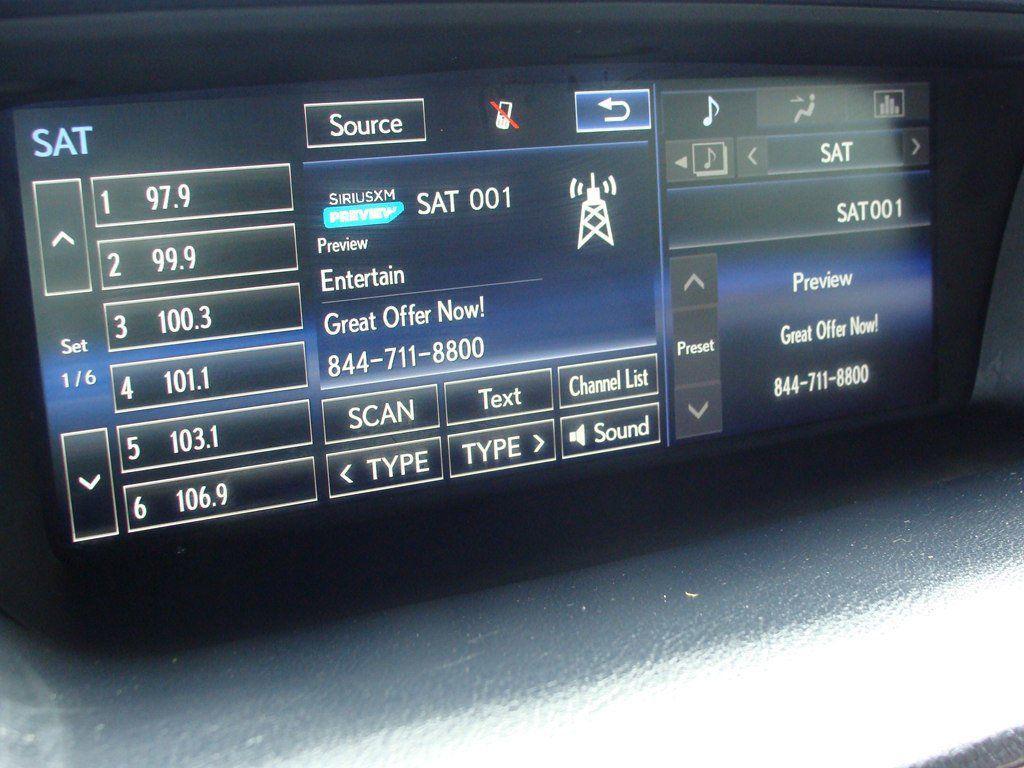 SAT
Source
1 97.9
2 99.9
3 100.3
Set
1/6
4 101.1
5 103.1
6 106.9
SIRIUSXM
PREVIEW
SAT 001
Preview
Entertain
Great Offer Now!
844-711-8800
SCAN
Text
Channel List
< TYPE
TYPE >
Sound
< SAT >
SAT001
Preset
Preview
Great Offer Now!
844-711-8800